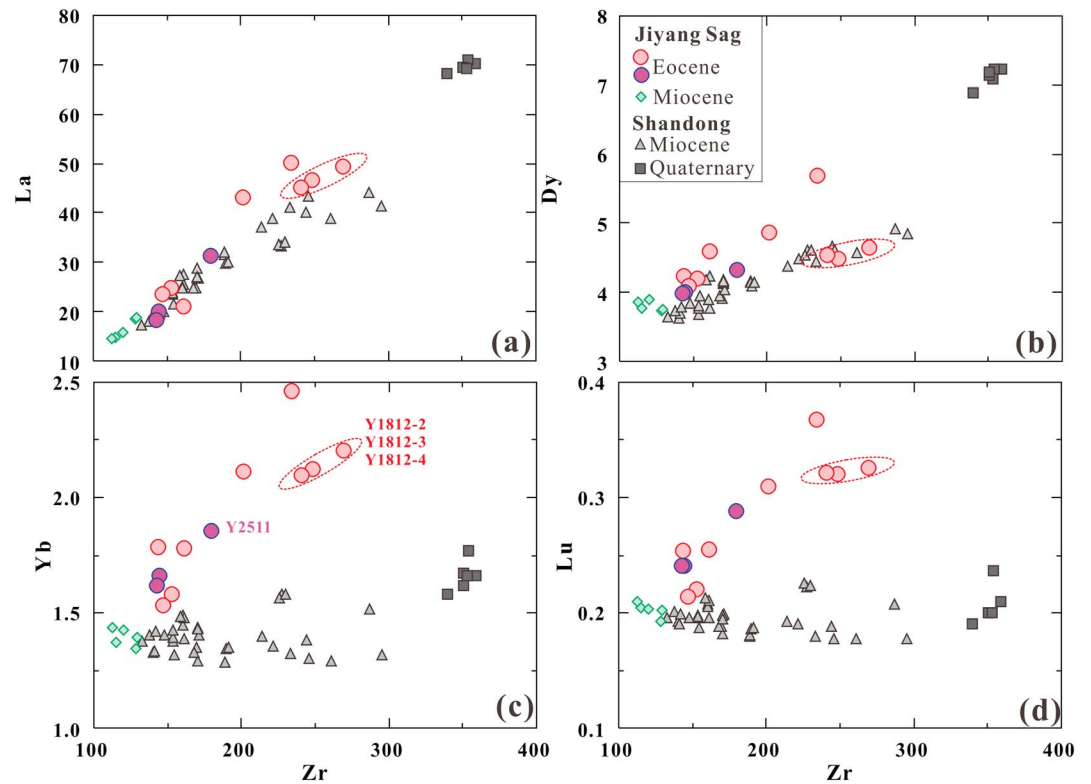 80
70
60
50
40
30
20
10
La
(a)
8
7
6
5
4
3
Dy
100
200
300
400
Jiyang Sag
Eocene
Miocene
Shandong
Miocene
Quaternary
(b)
2.5
2.0
1.5
1.0
Yb
Y1812-2
Y1812-3
Y1812-4
Y2511
(c)
100
200
300
400
Zr
0.4
0.3
0.2
0.1
Lu
(d)
200
300
400
Zr